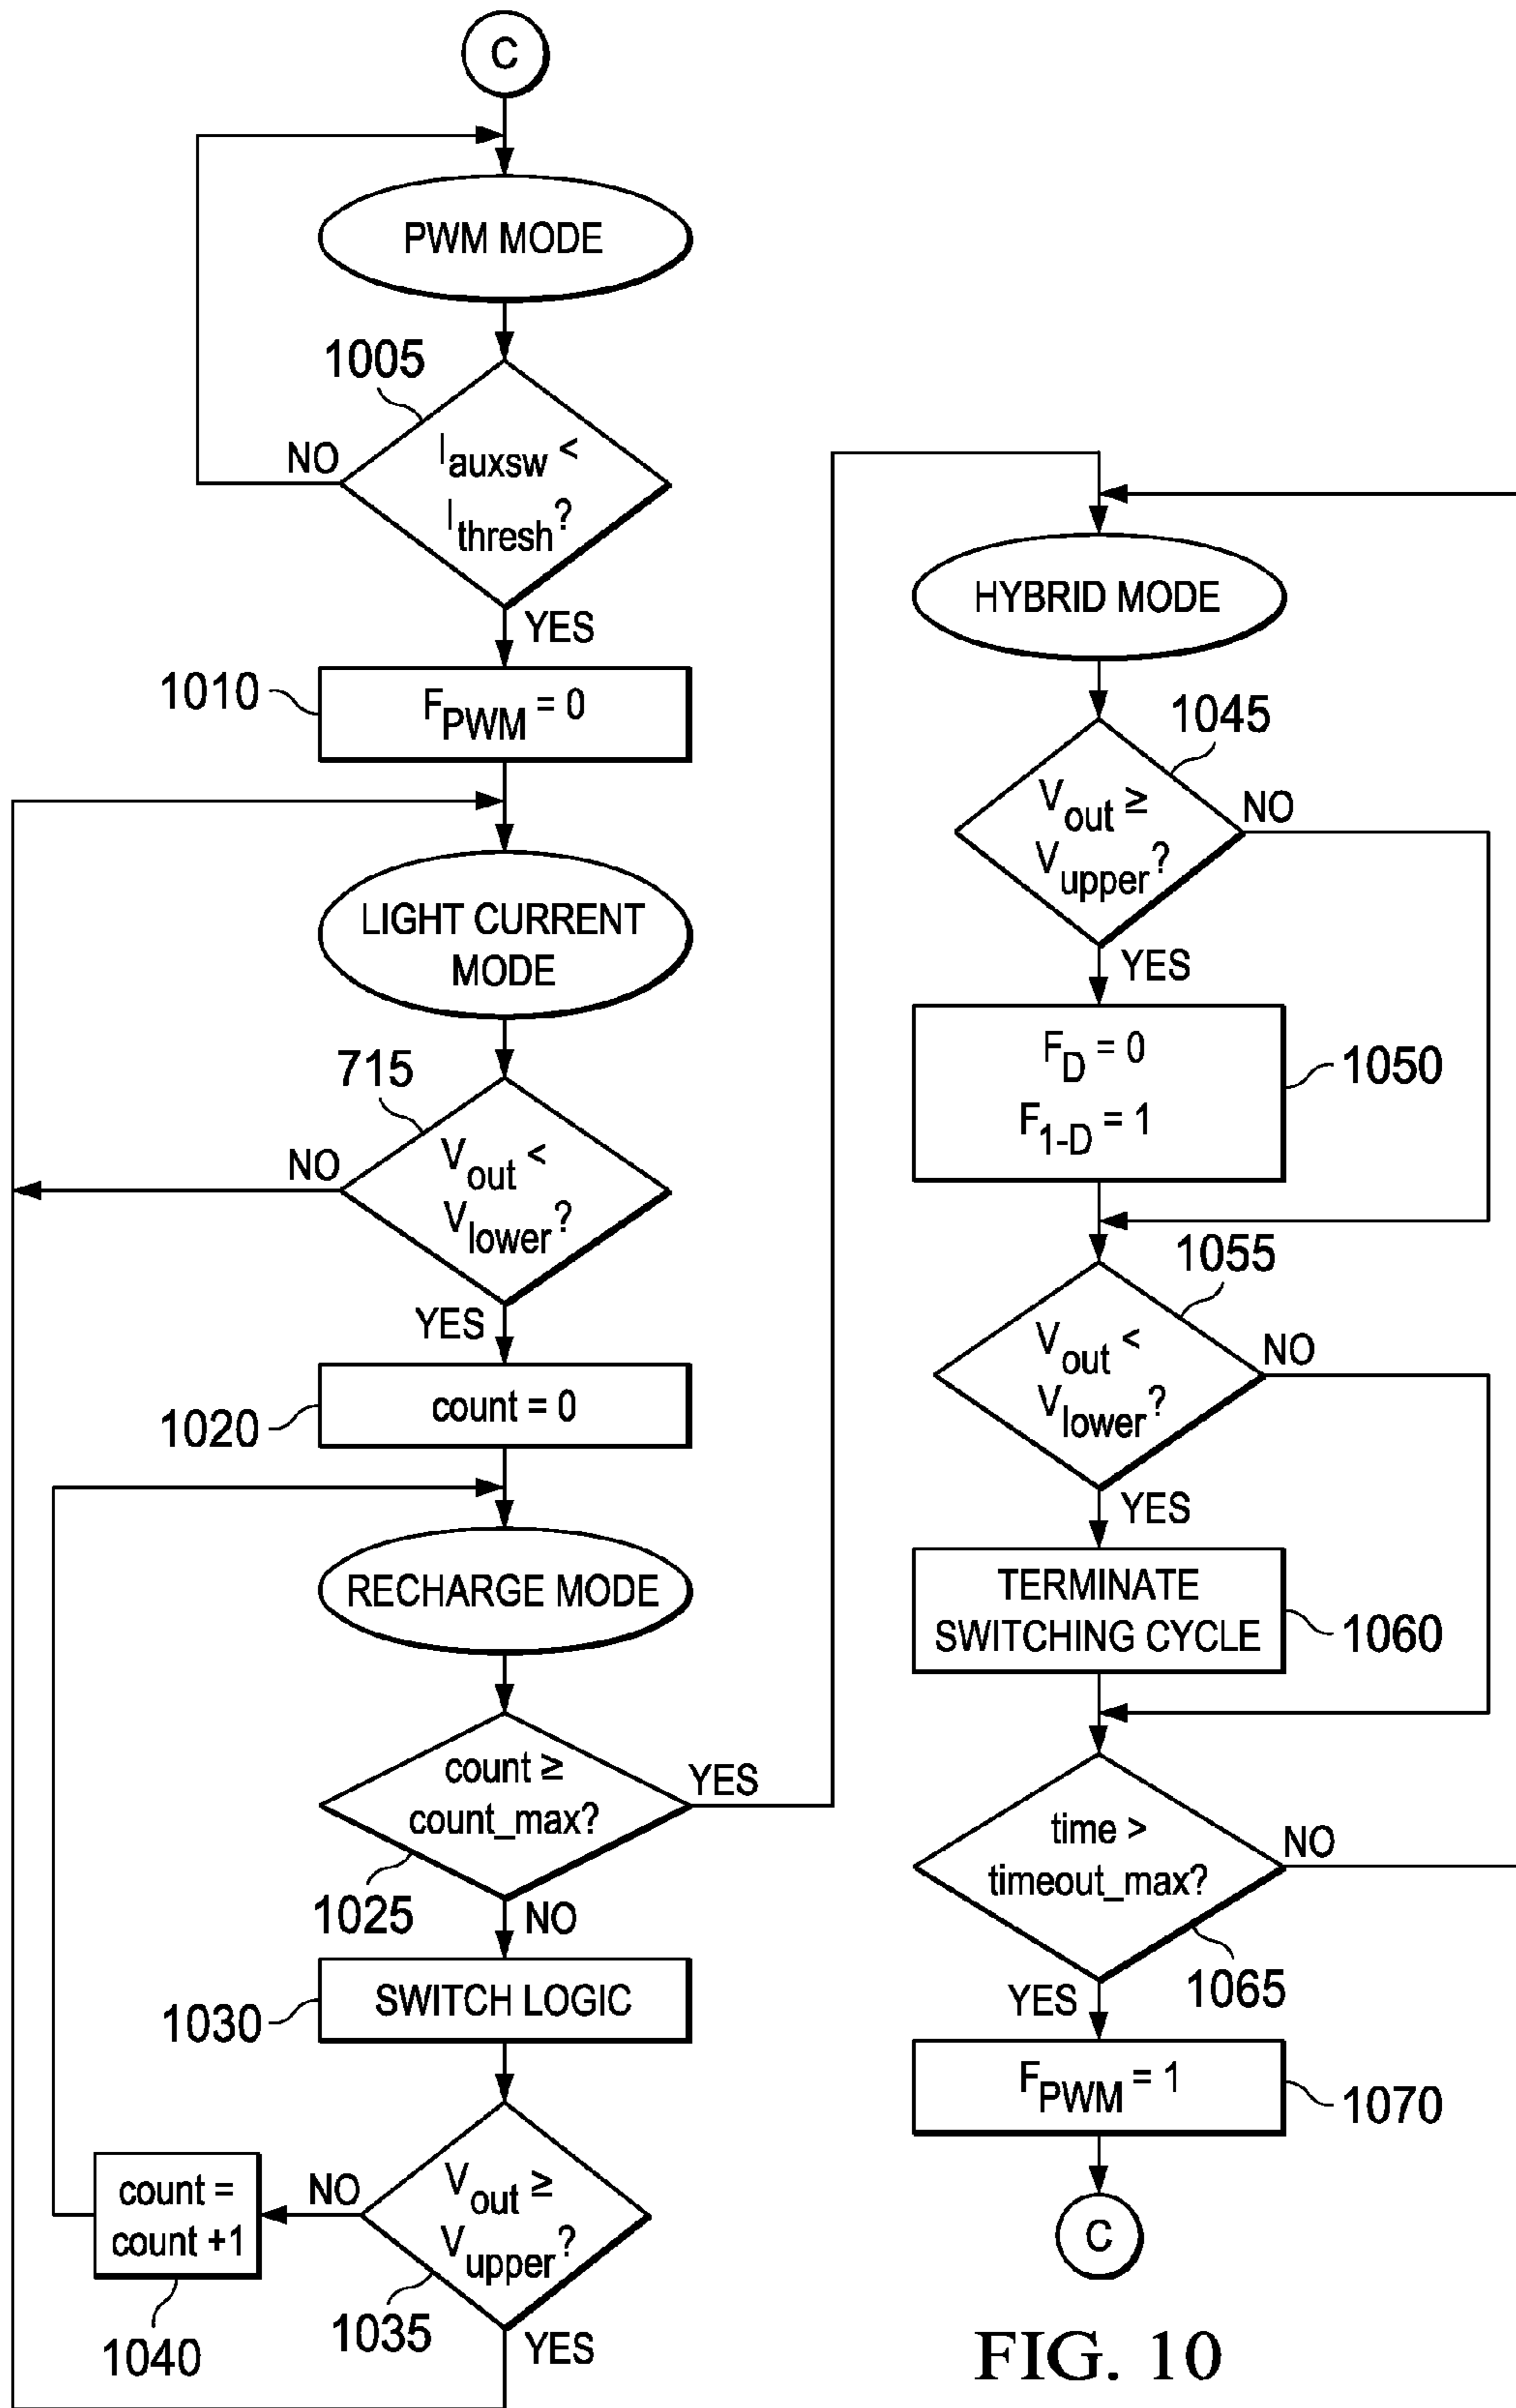 C
PWM MODE
1005
I_auxsw <
I_thresh?
NO
YES
1010
F_PWM = 0
LIGHT CURRENT
MODE
715
V_out <
V_lower?
NO
YES
1020
count = 0
RECHARGE MODE
count ≥
count_max?
YES
1025
NO
1030
SWITCH LOGIC
V_out ≥
V_upper?
NO
count =
count +1
1040
1035
YES
HYBRID MODE
1045
V_out ≥
V_upper?
NO
YES
F_D = 0
F_1-D = 1
1050
1055
V_out <
V_lower?
NO
YES
TERMINATE
SWITCHING CYCLE
1060
time >
timeout_max?
NO
1065
YES
F_PWM = 1
1070
C
FIG. 10